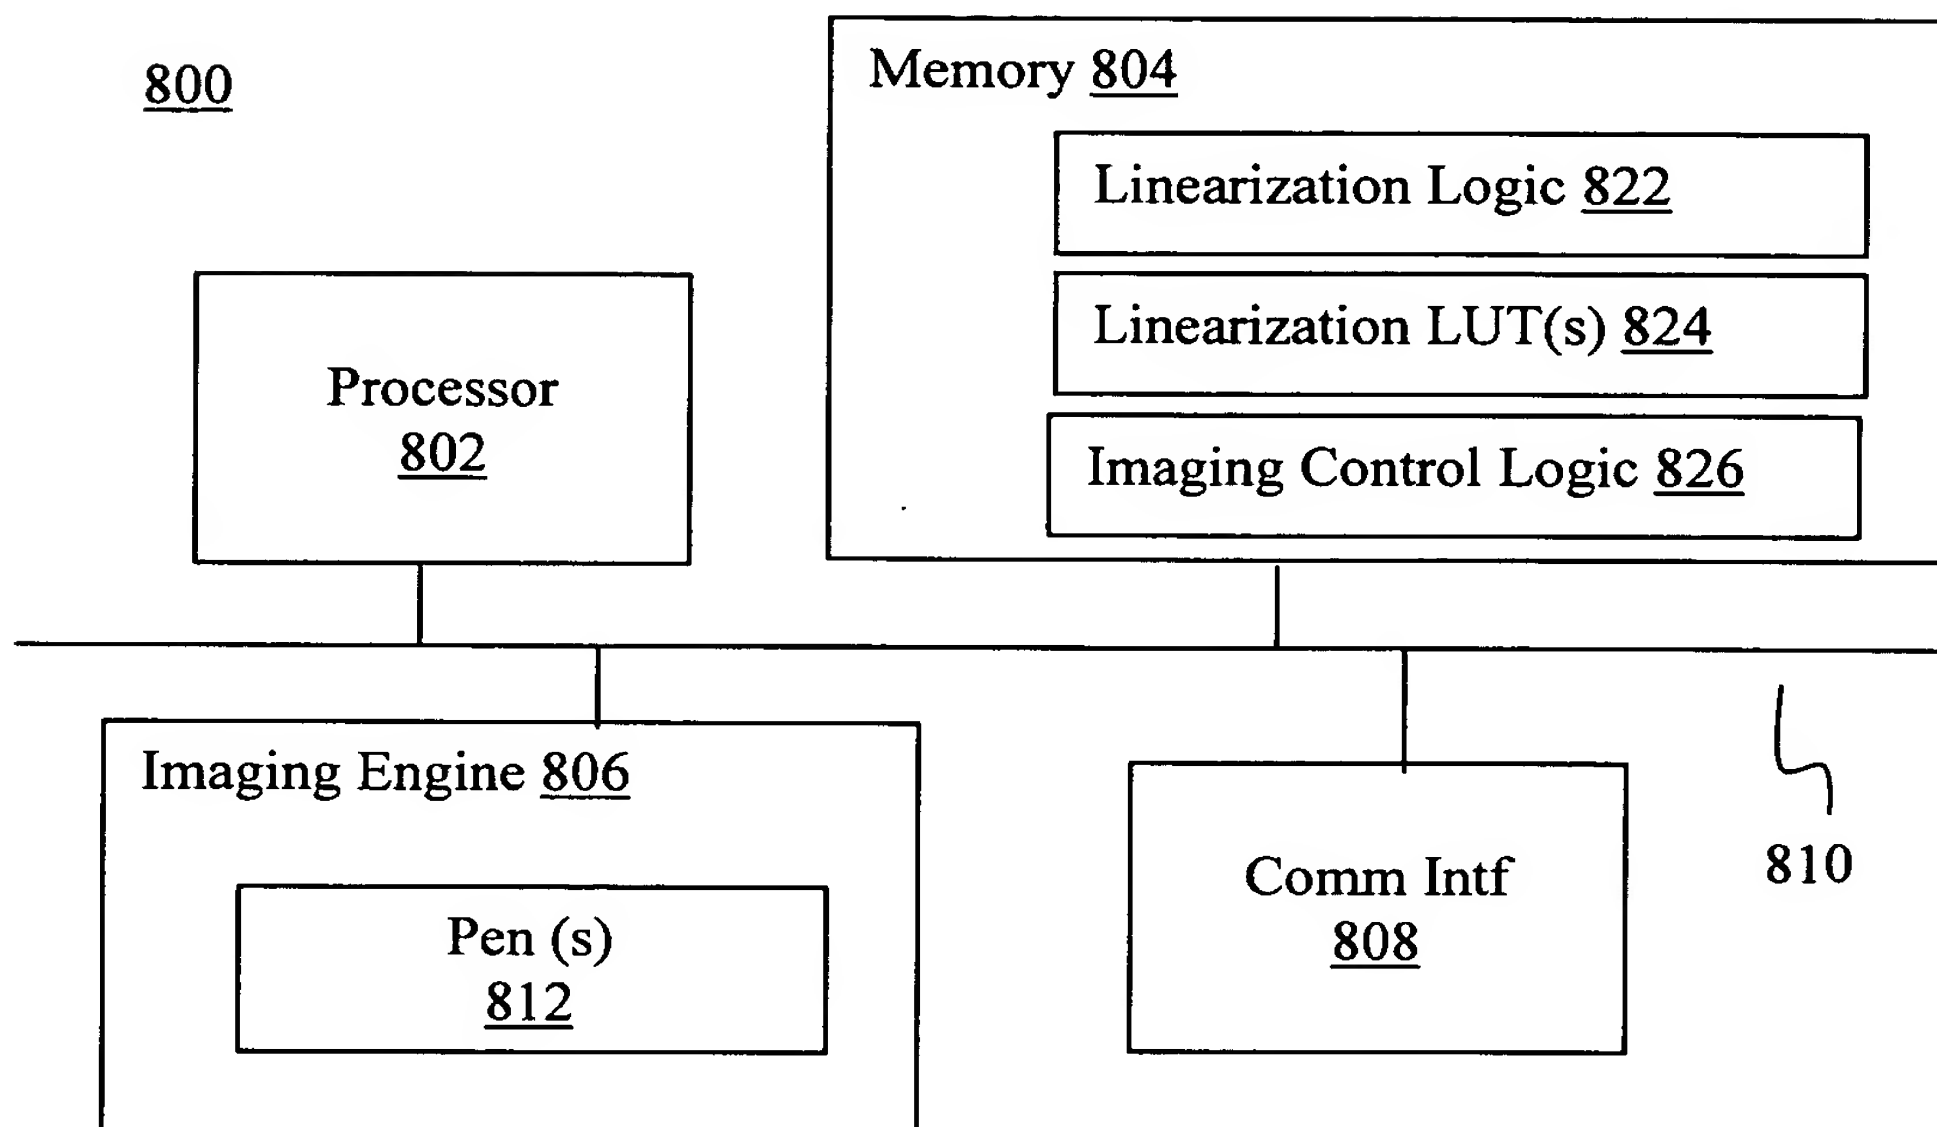 800
Memory 804
Linearization Logic 822
Linearization LUT(s) 824
Imaging Control Logic 826
Processor
802
Imaging Engine 806
Pen (s)
812
Comm Intf
808
810